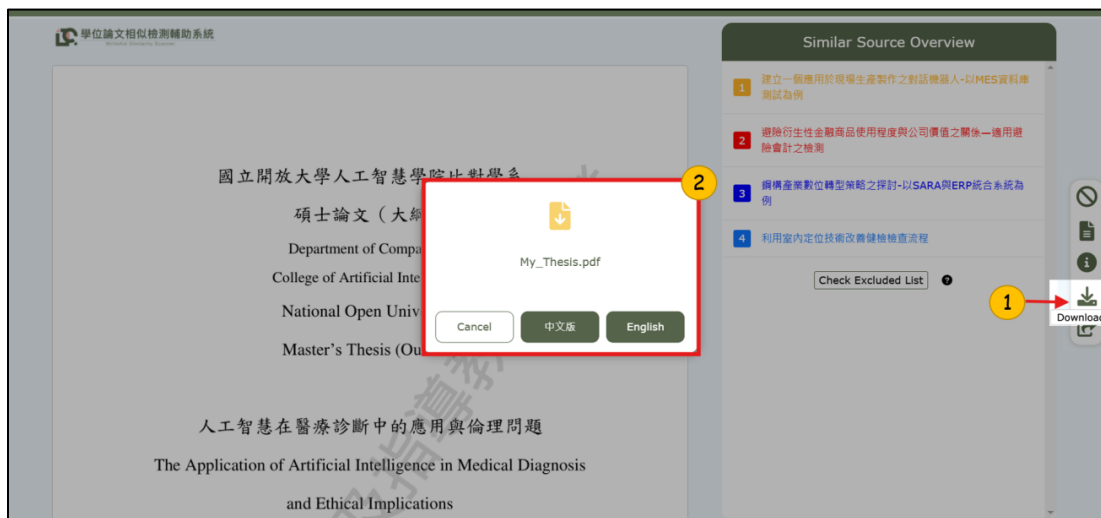 學位論文相似檢測輔助系統
Similar Source Overview
1
建立一個應用於現場生產製作之對話機器人-以MES資料庫
測試為例
2
避險衍生性金融商品使用程度與公司價值之關係—適用避
險會計之檢測
3
鋼構產業數位轉型策略之探討-以SARA與ERP統合系統為
例
4
利用室內定位技術改善健檢檢查流程
Check Excluded List
1
Download
國立開放大學人工智慧學院比對學系
碩士論文（大綱
Department of Compa
College of Artificial Inte
National Open Univ
Master's Thesis (Ou
2
My_Thesis.pdf
Cancel
中文版
English
人工智慧在醫療診斷中的應用與倫理問題
The Application of Artificial Intelligence in Medical Diagnosis
and Ethical Implications